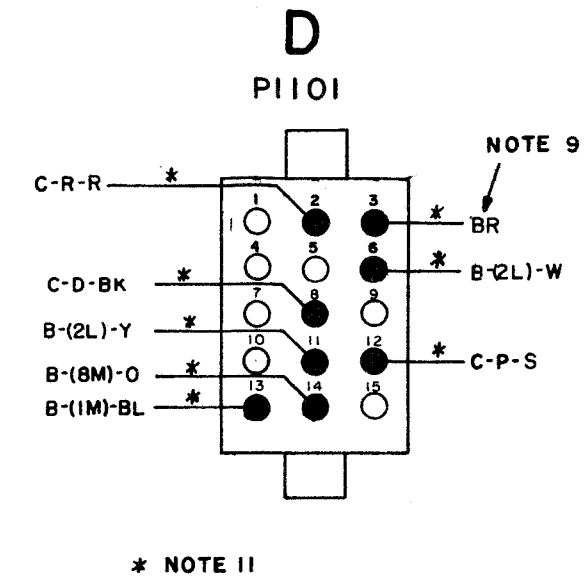 D
P1101
NOTE 9
C-R-R *
1 2 3
* BR
4 5 6
* B-(2L)-W
C-D-BK *
7 8 9
B-(2L)-Y *
10 11 12
* C-P-S
B-(8M)-O *
13 14 15
B-(1M)-BL *
* NOTE 11